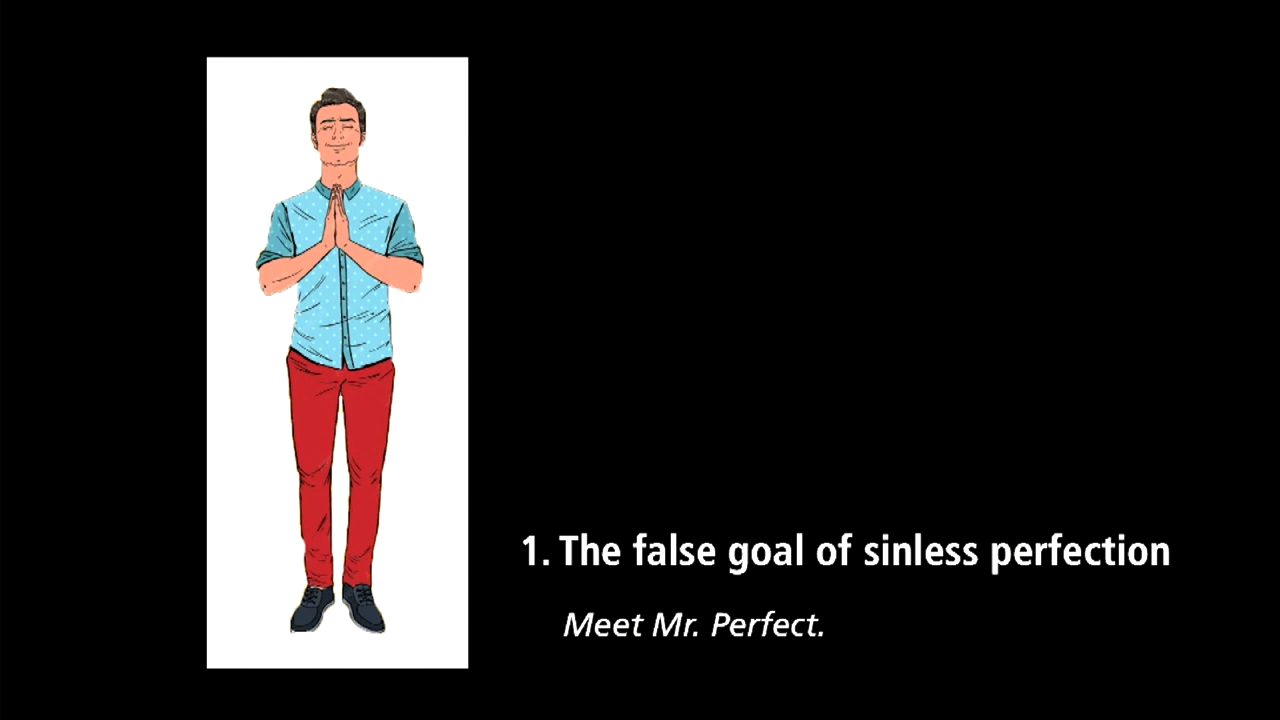 1. The false goal of sinless perfection
Meet Mr. Perfect.